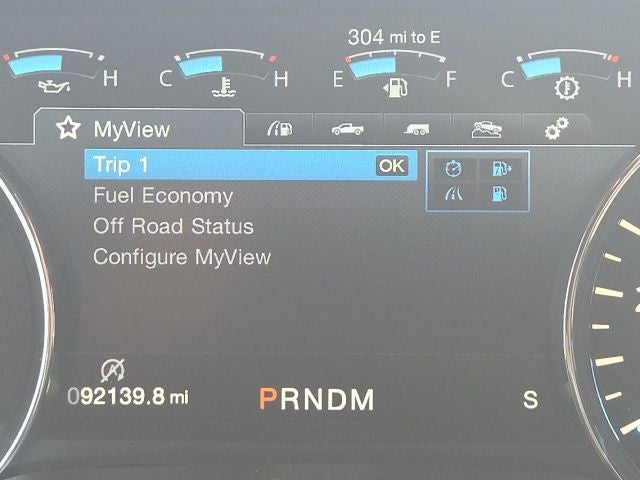 304 mi to E
H C H E F C H
MyView
Trip 1 OK
Fuel Economy
Off Road Status
Configure MyView
092139.8 mi PRNDM S